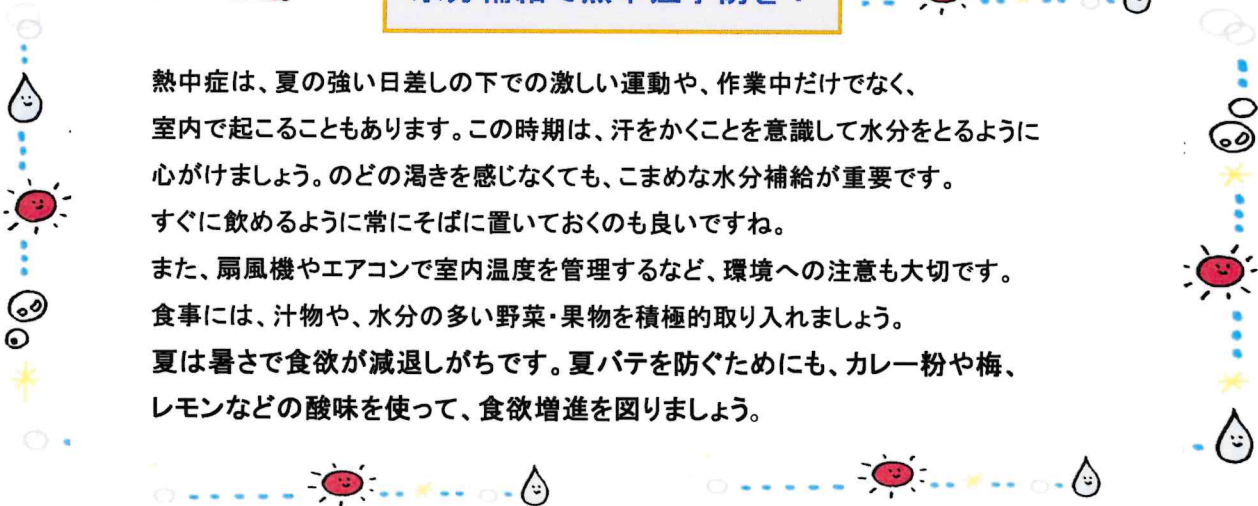 水分補給で熱中症予防を！
熱中症は、夏の強い日差しの下での激しい運動や、作業中だけでなく、
室内で起こることもあります。この時期は、汗をかくことを意識して水分をとるように
心がけましょう。のどの渇きを感じなくても、こまめな水分補給が重要です。
すぐに飲めるように常にそばに置いておくのも良いですね。
また、扇風機やエアコンで室内温度を管理するなど、環境への注意も大切です。
食事には、汁物や、水分の多い野菜・果物を積極的取り入れましょう。
夏は暑さで食欲が減退しがちです。夏バテを防ぐためにも、カレー粉や梅、
レモンなどの酸味を使って、食欲増進を図りましょう。